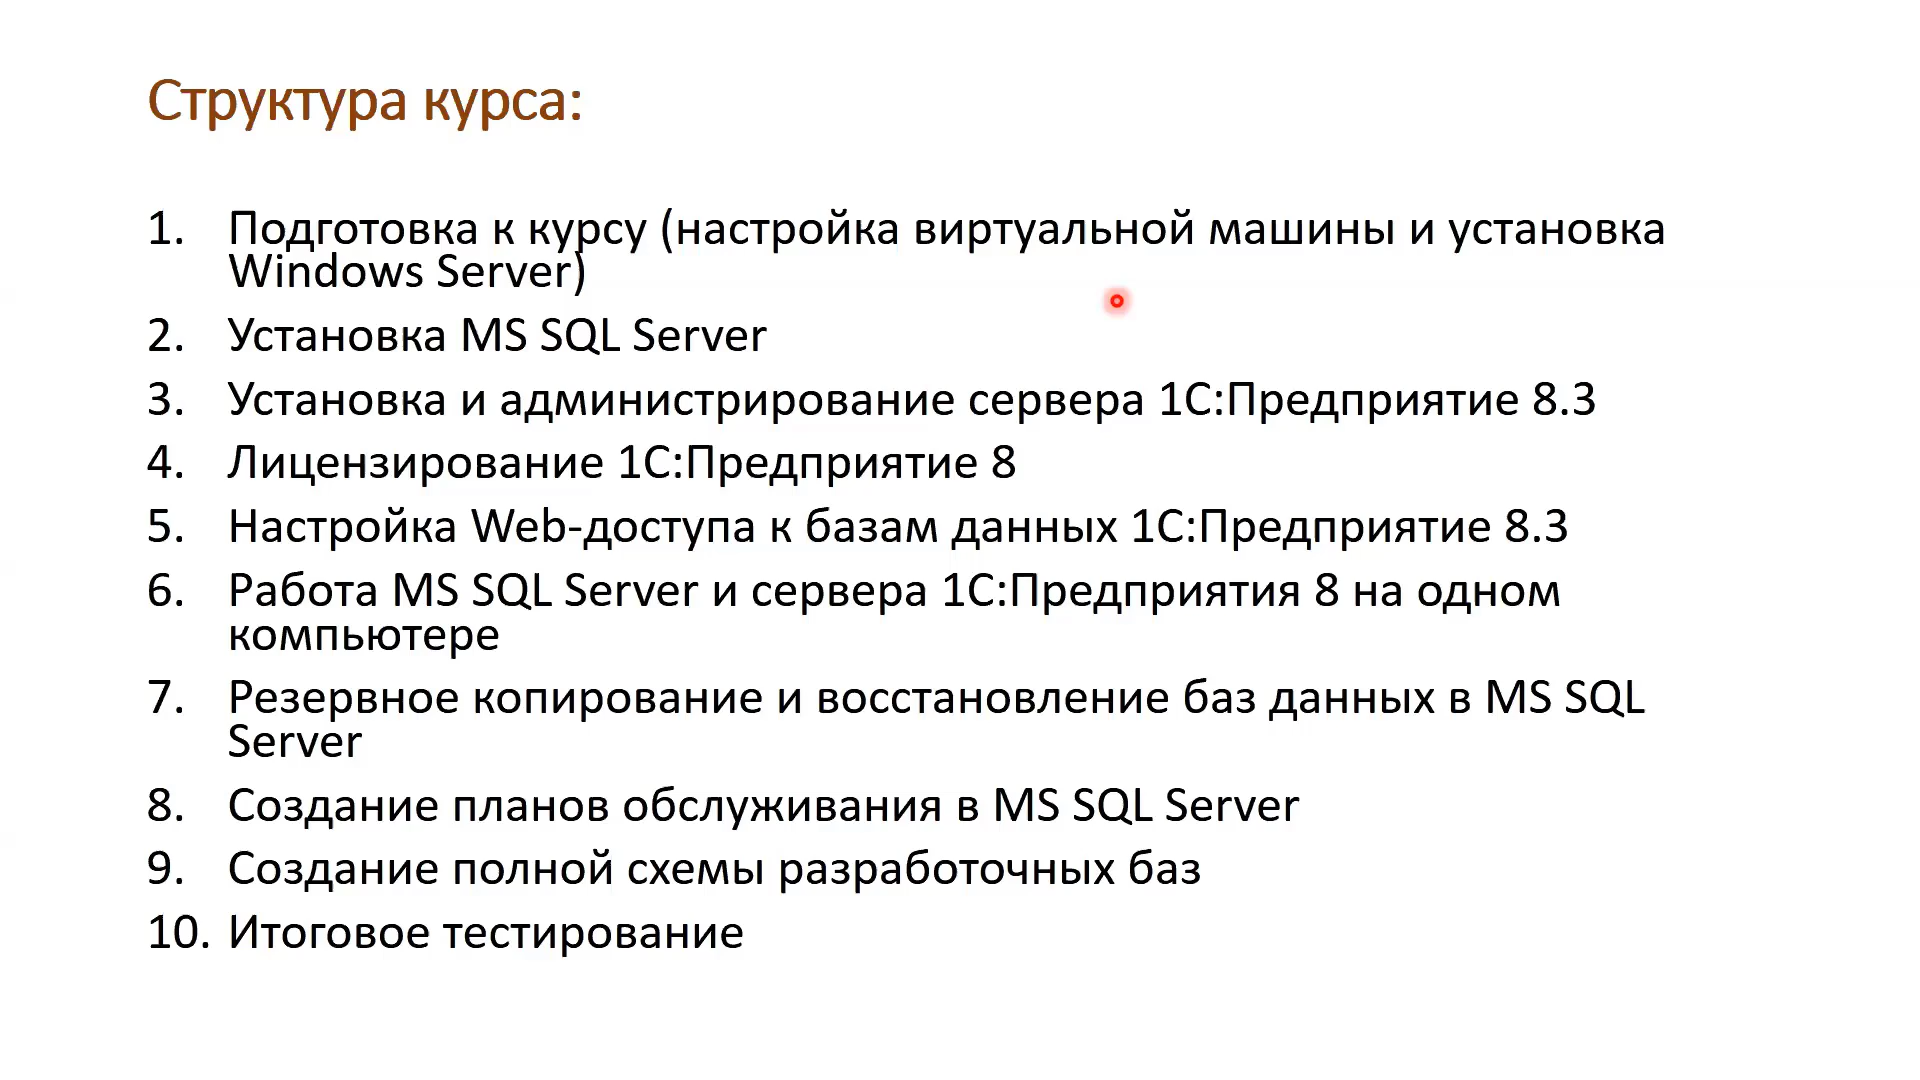 Структура курса:
1. Подготовка к курсу (настройка виртуальной машины и установка
Windows Server)
2. Установка MS SQL Server
3. Установка и администрирование сервера 1С:Предприятие 8.3
4. Лицензирование 1С:Предприятие 8
5. Настройка Web-доступа к базам данных 1С:Предприятие 8.3
6. Работа MS SQL Server и сервера 1С:Предприятия 8 на одном
компьютере
7. Резервное копирование и восстановление баз данных в MS SQL
Server
8. Создание планов обслуживания в MS SQL Server
9. Создание полной схемы разработочных баз
10. Итоговое тестирование